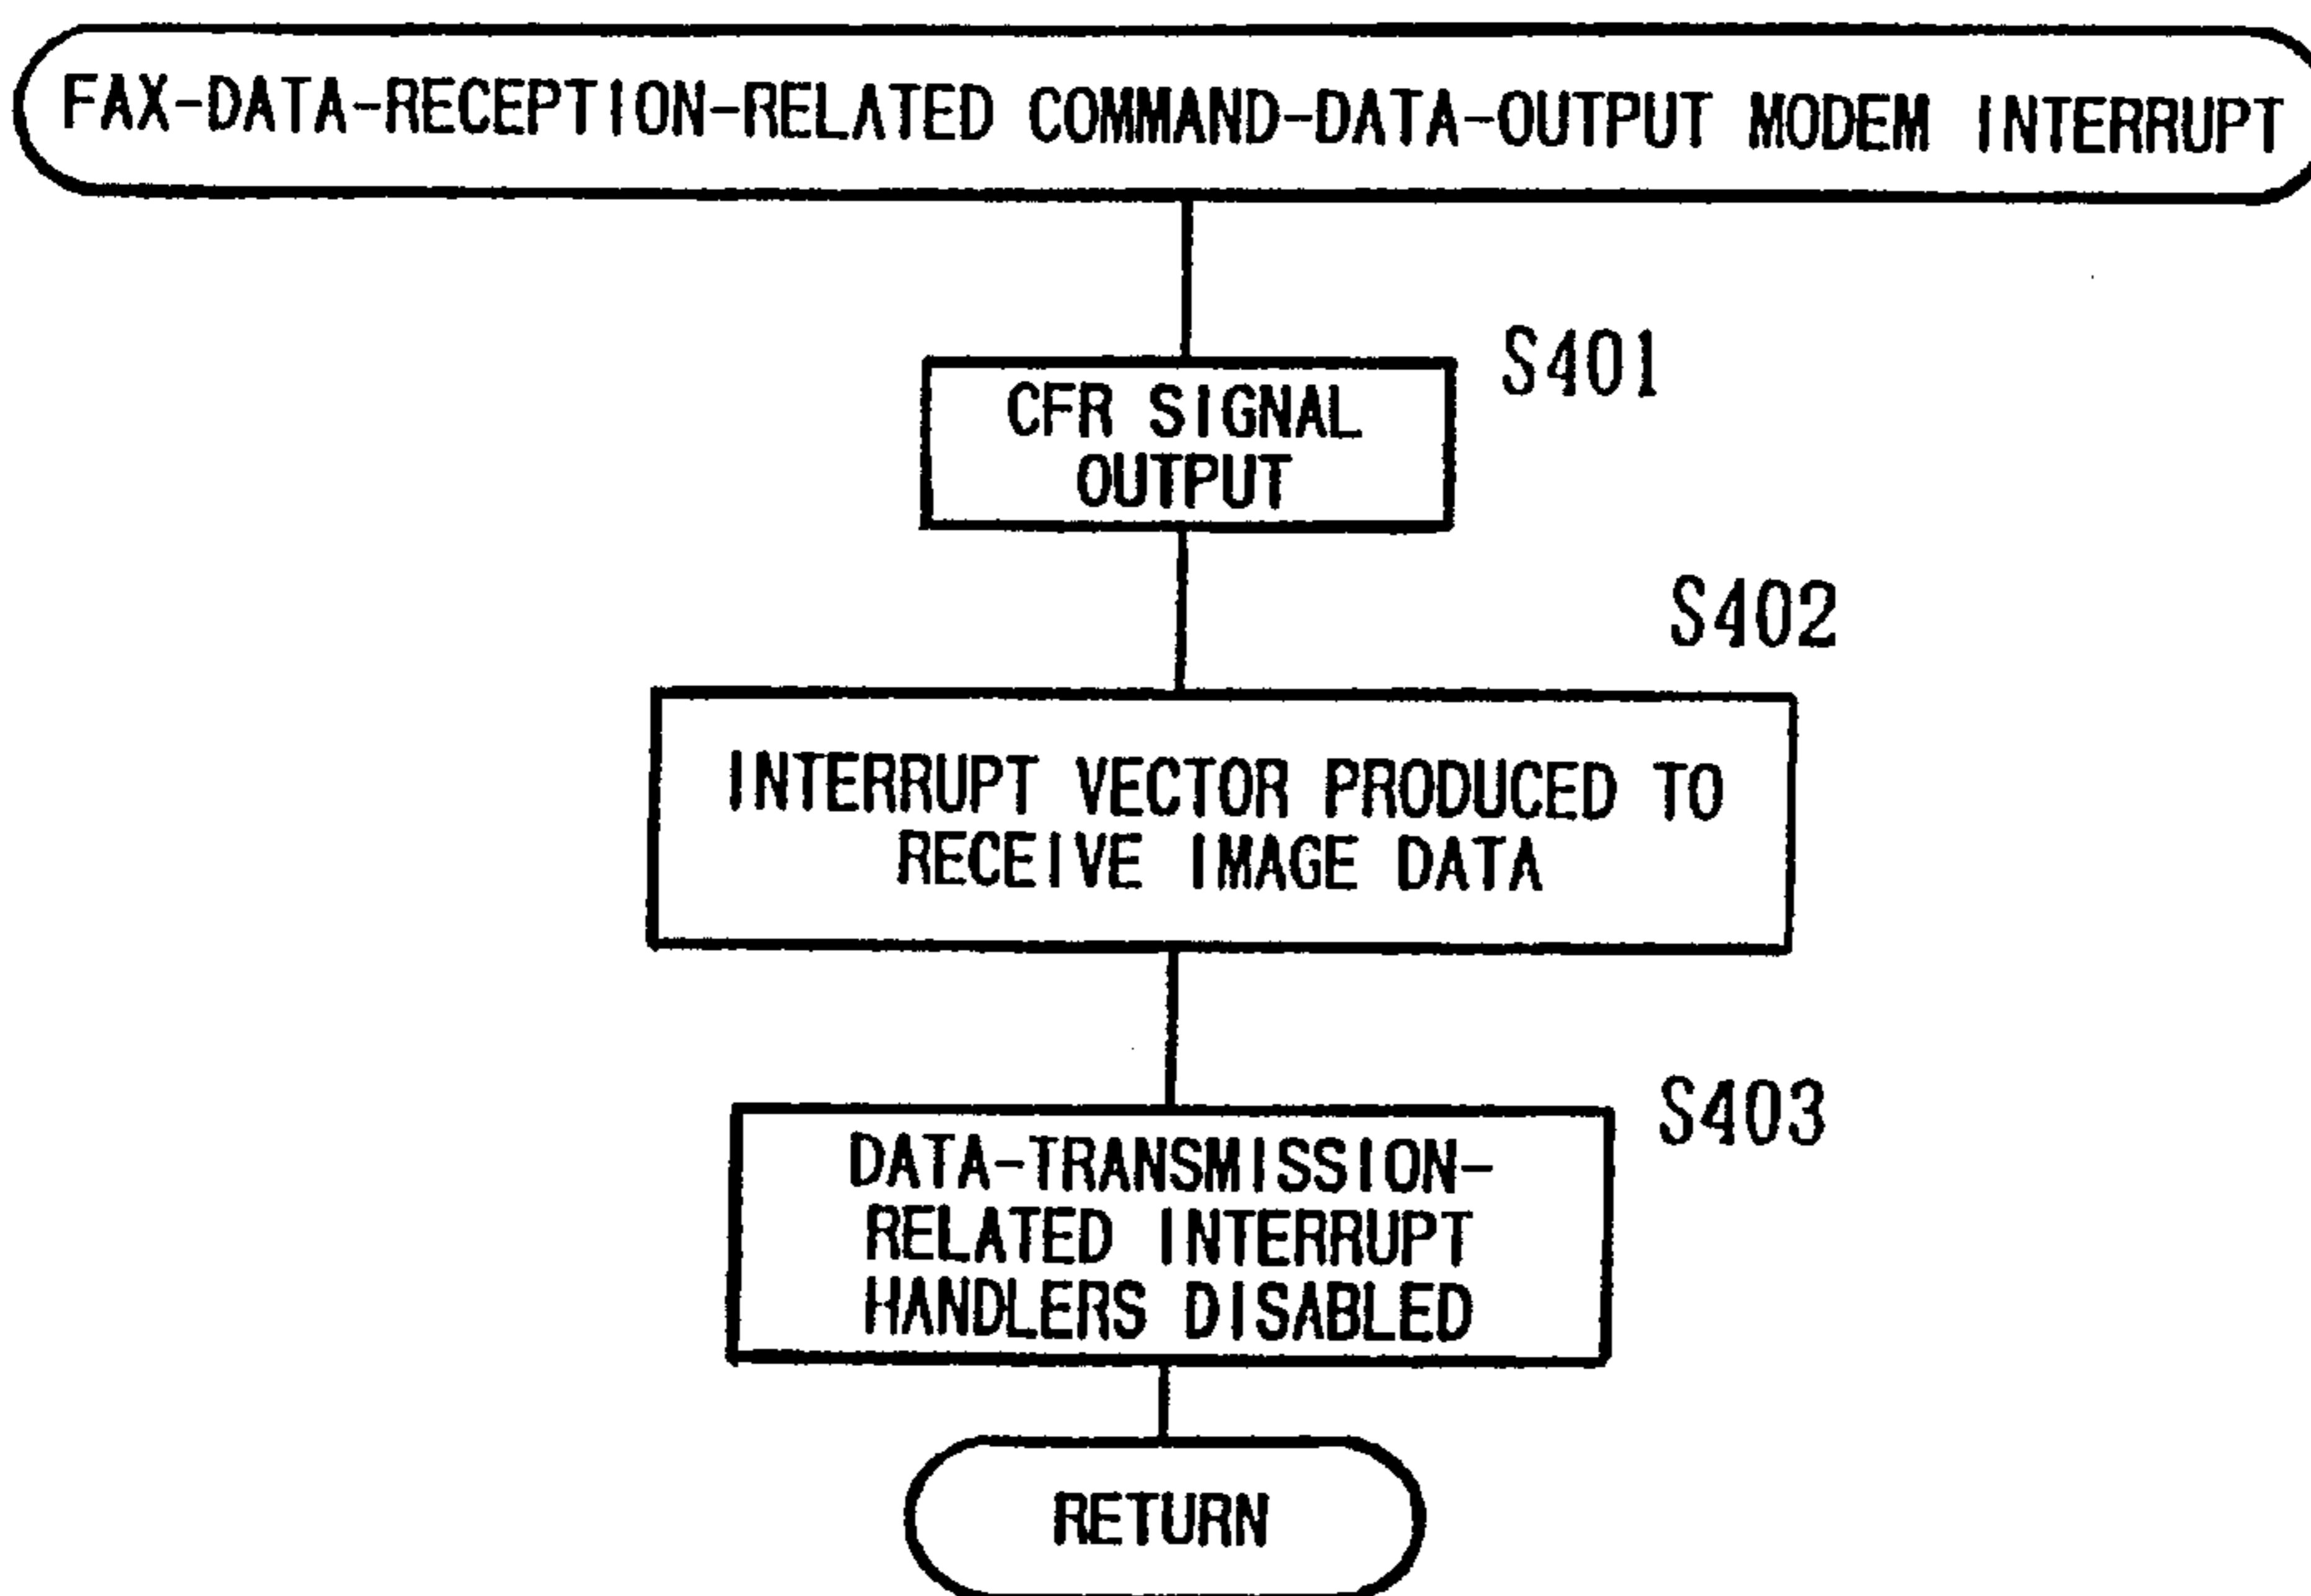 FAX-DATA-RECEPTION-RELATED COMMAND-DATA-OUTPUT MODEM INTERRUPT
S401
CFR SIGNAL
OUTPUT
S402
INTERRUPT VECTOR PRODUCED TO
RECEIVE IMAGE DATA
S403
DATA-TRANSMISSION-
RELATED INTERRUPT
HANDLERS DISABLED
RETURN